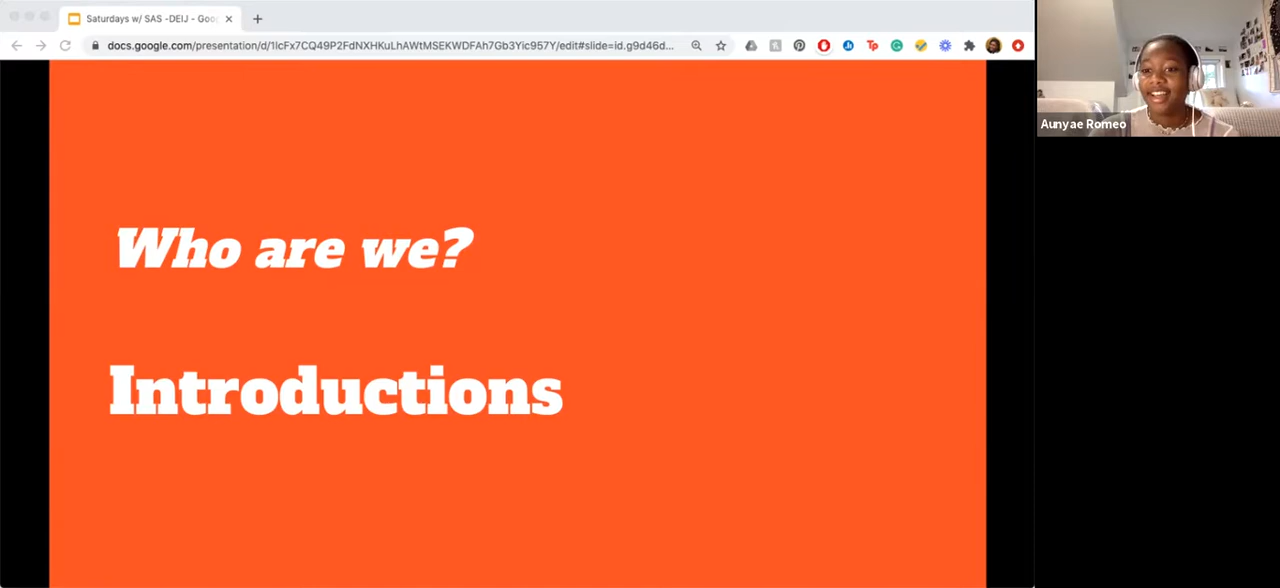 Saturdays w/ SAS -DEIJ - Goo
docs.google.com/presentation/d/1lcFx7CQ49P2FdNXHKuLhAWtMSEKWDFAh7Gb3Yic957Y/edit#slide=id.g9d46d...
Aunyae Romeo
Who are we?
Introductions